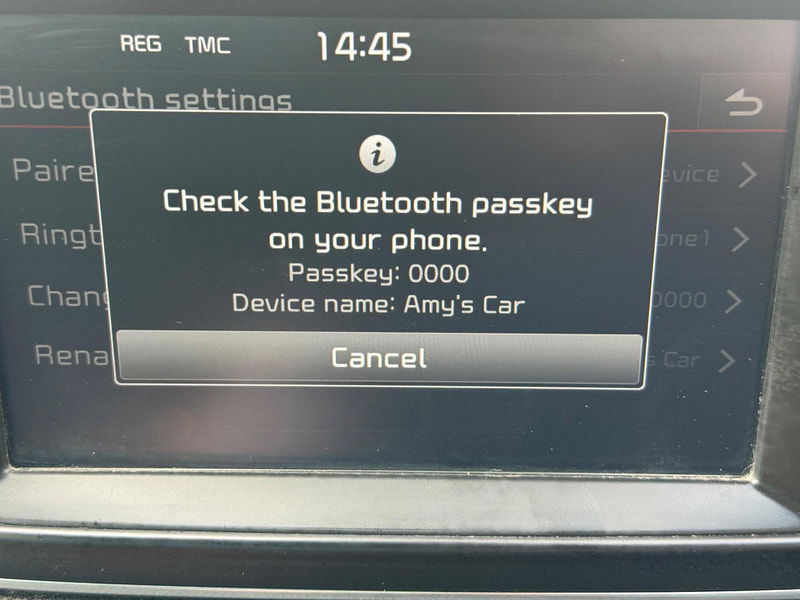 REG TMC 14:45
Bluetooth settings
Check the Bluetooth passkey
on your phone.
Passkey: 0000
Device name: Amy's Car
Cancel
Car